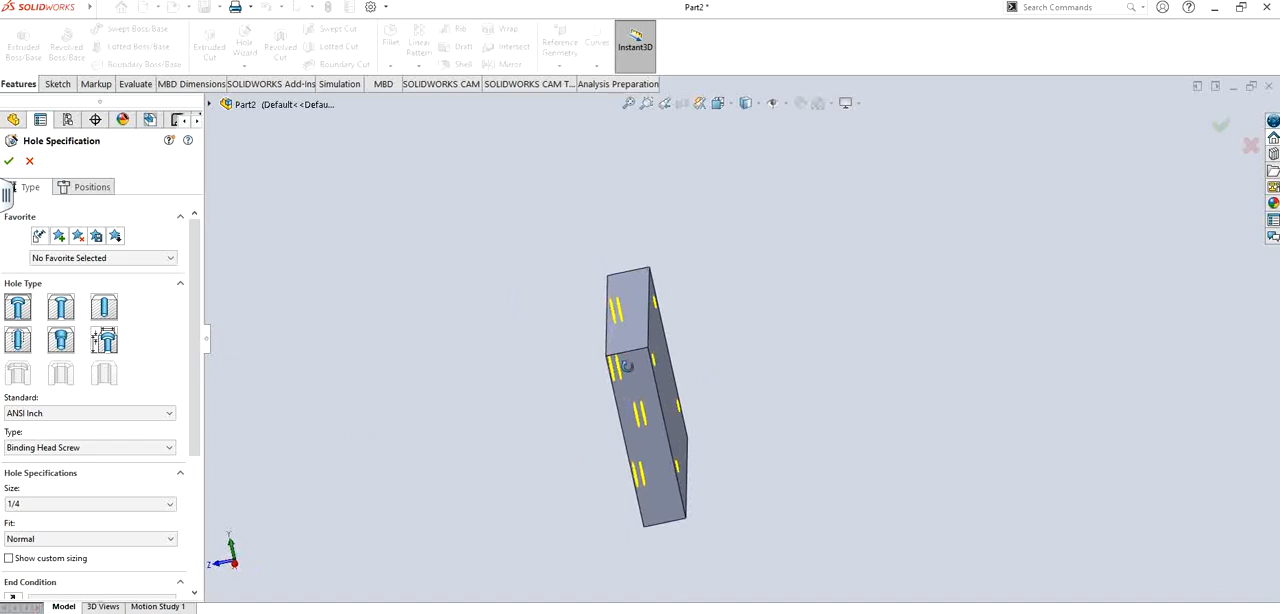 SOLIDWORKS
Part2 *
Search Commands
Extruded Boss/Base
Revolved Boss/Base
Swept Boss/Base
Lofted Boss/Base
Boundary Boss/Base
Extruded Cut
Hole Wizard
Revolved Cut
Swept Cut
Lofted Cut
Boundary Cut
Fillet
Linear Pattern
Rib
Draft
Shell
Wrap
Intersect
Mirror
Reference Geometry
Curves
Instant3D
Features Sketch Markup Evaluate MBD Dimensions SOLIDWORKS Add-Ins Simulation MBD SOLIDWORKS CAM SOLIDWORKS CAM T... Analysis Preparation
Part2 (Default<<Defau...
Hole Specification
Type Positions
Favorite
No Favorite Selected
Hole Type
Standard:
ANSI Inch
Type:
Binding Head Screw
Hole Specifications
Size:
1/4
Fit:
Normal
Show custom sizing
End Condition
Y
Z
Model 3D Views Motion Study 1